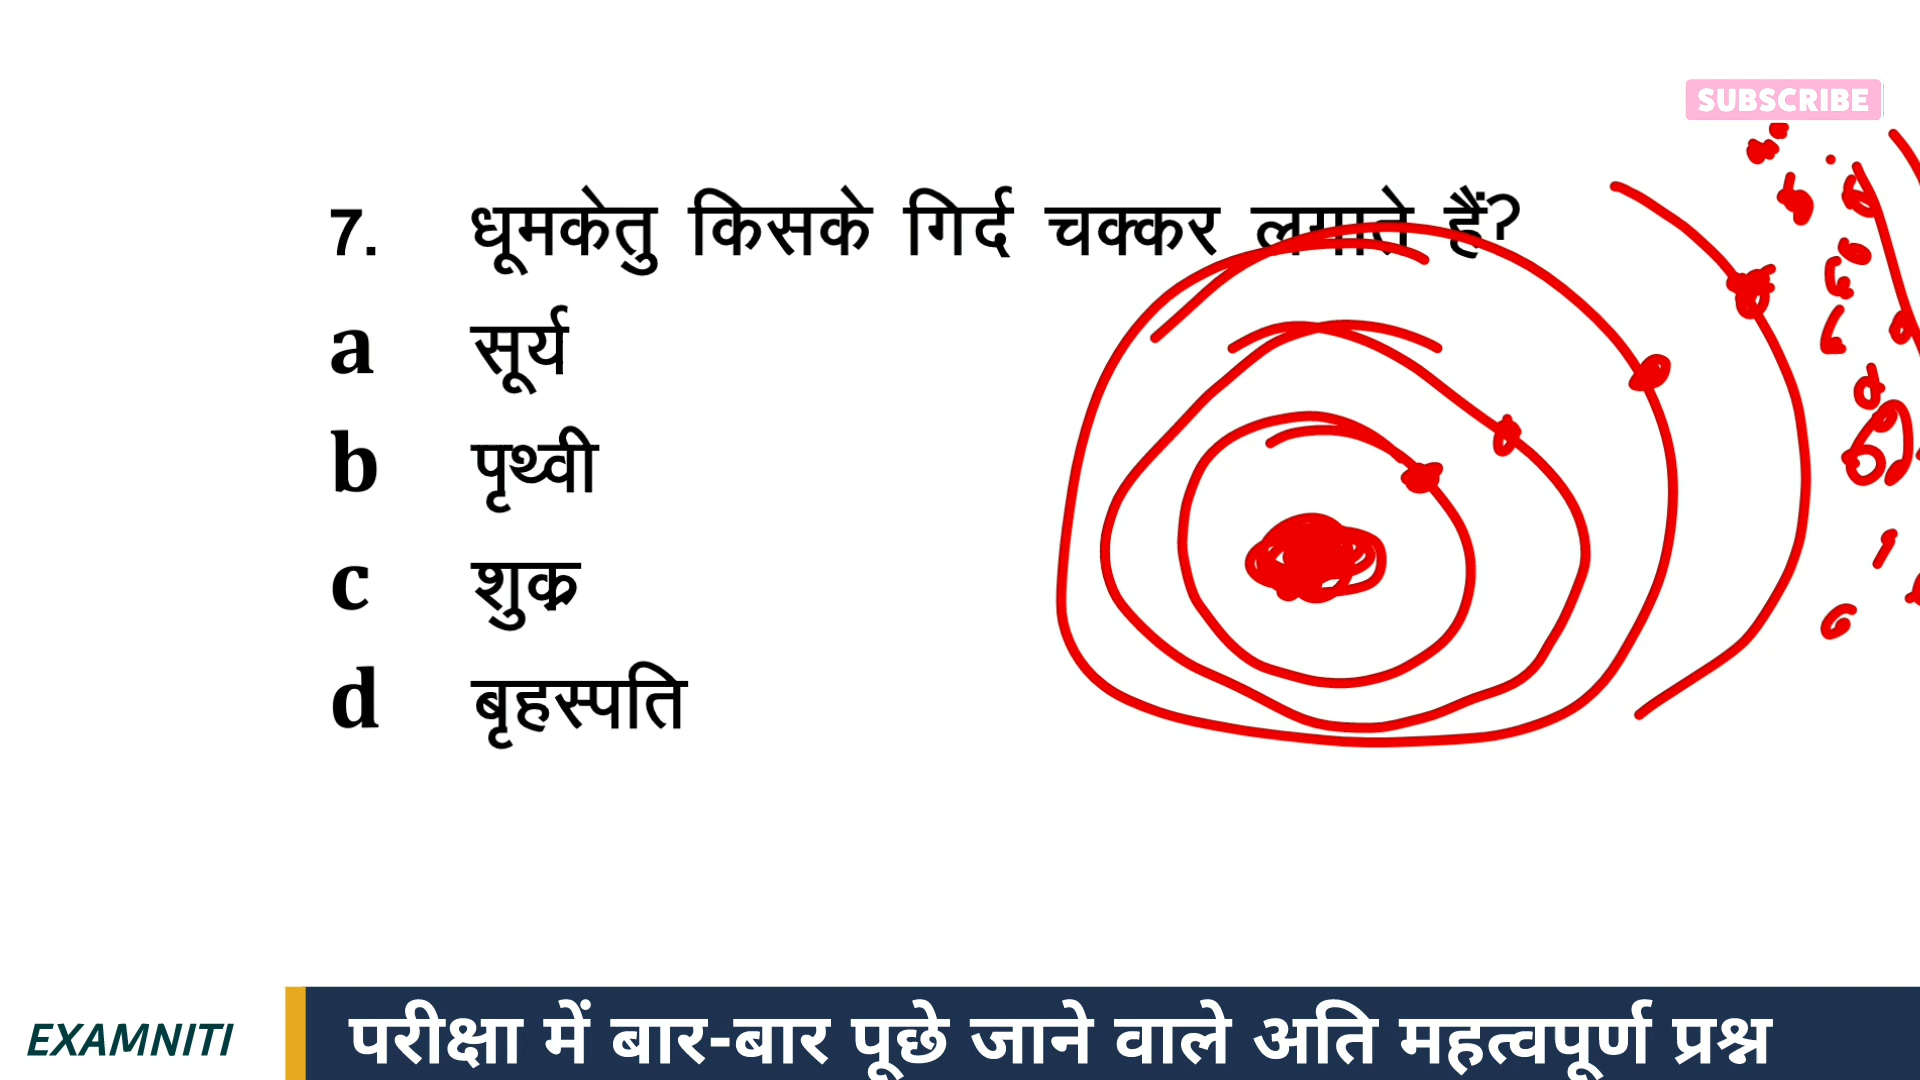 SUBSCRIBE
7. धूमकेतु किसके गिर्द चक्कर लगाते हैं?
a सूर्य
b पृथ्वी
c शुक्र
d बृहस्पति
EXAMNITI परीक्षा में बार-बार पूछे जाने वाले अति महत्वपूर्ण प्रश्न